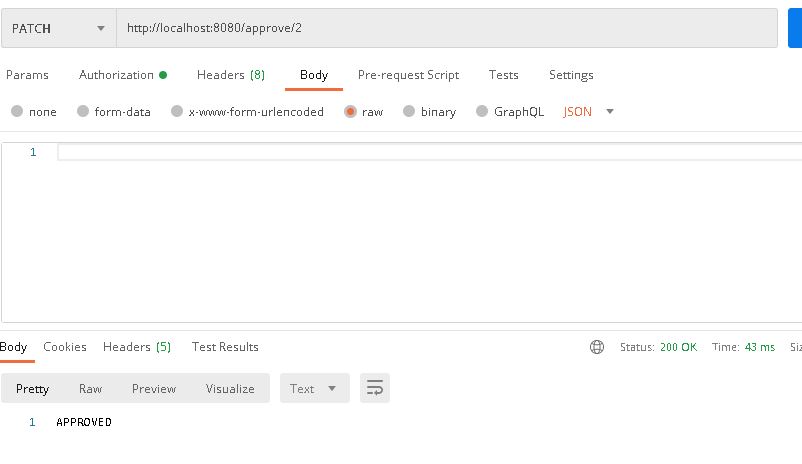 PATCH http://localhost:8080/approve/2
Params Authorization Headers (8) Body Pre-request Script Tests Settings
none form-data x-www-form-urlencoded raw binary GraphQL JSON
1
Body Cookies Headers (5) Test Results Status: 200 OK Time: 43 ms Siz
Pretty Raw Preview Visualize Text
1 APPROVED